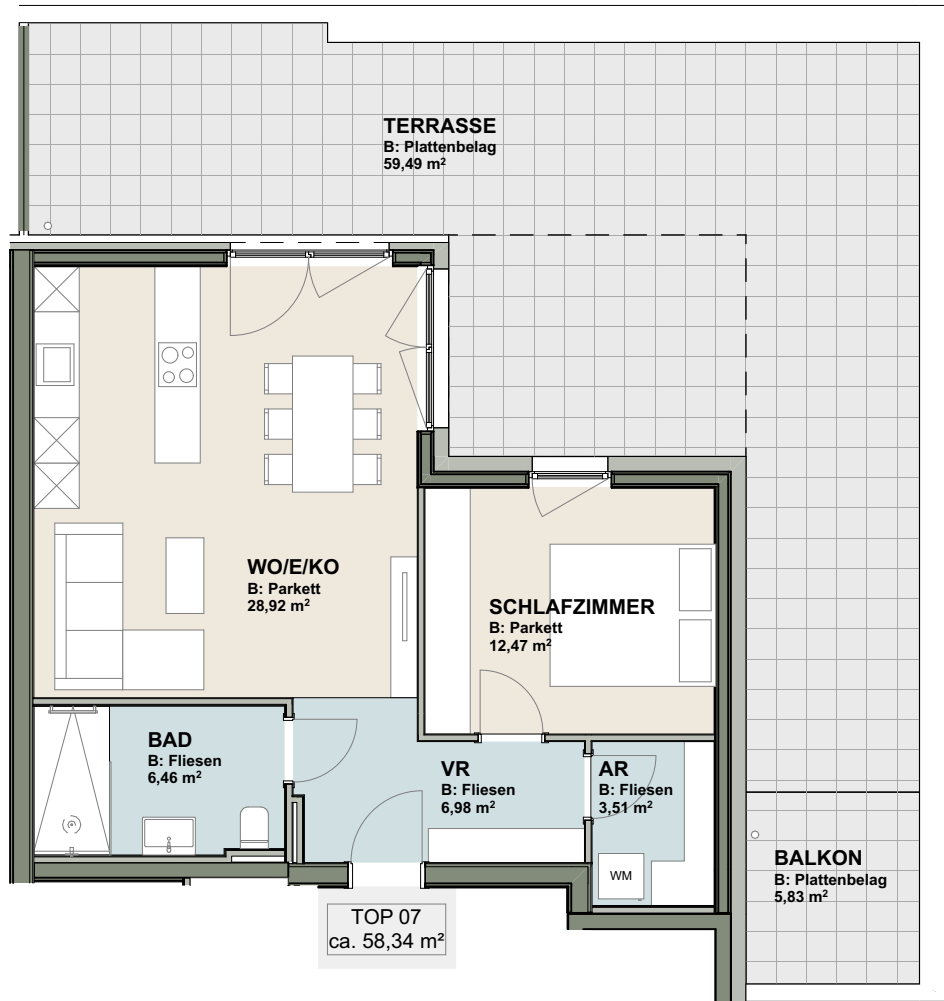 TERRASSE
B: Plattenbelag
59,49 m²
WO/E/KO
B: Parkett
28,92 m²
SCHLAFZIMMER
B: Parkett
12,47 m²
BAD
B: Fliesen
6,46 m²
VR
B: Fliesen
6,98 m²
AR
B: Fliesen
3,51 m²
WM
BALKON
B: Plattenbelag
5,83 m²
TOP 07
ca. 58,34 m²